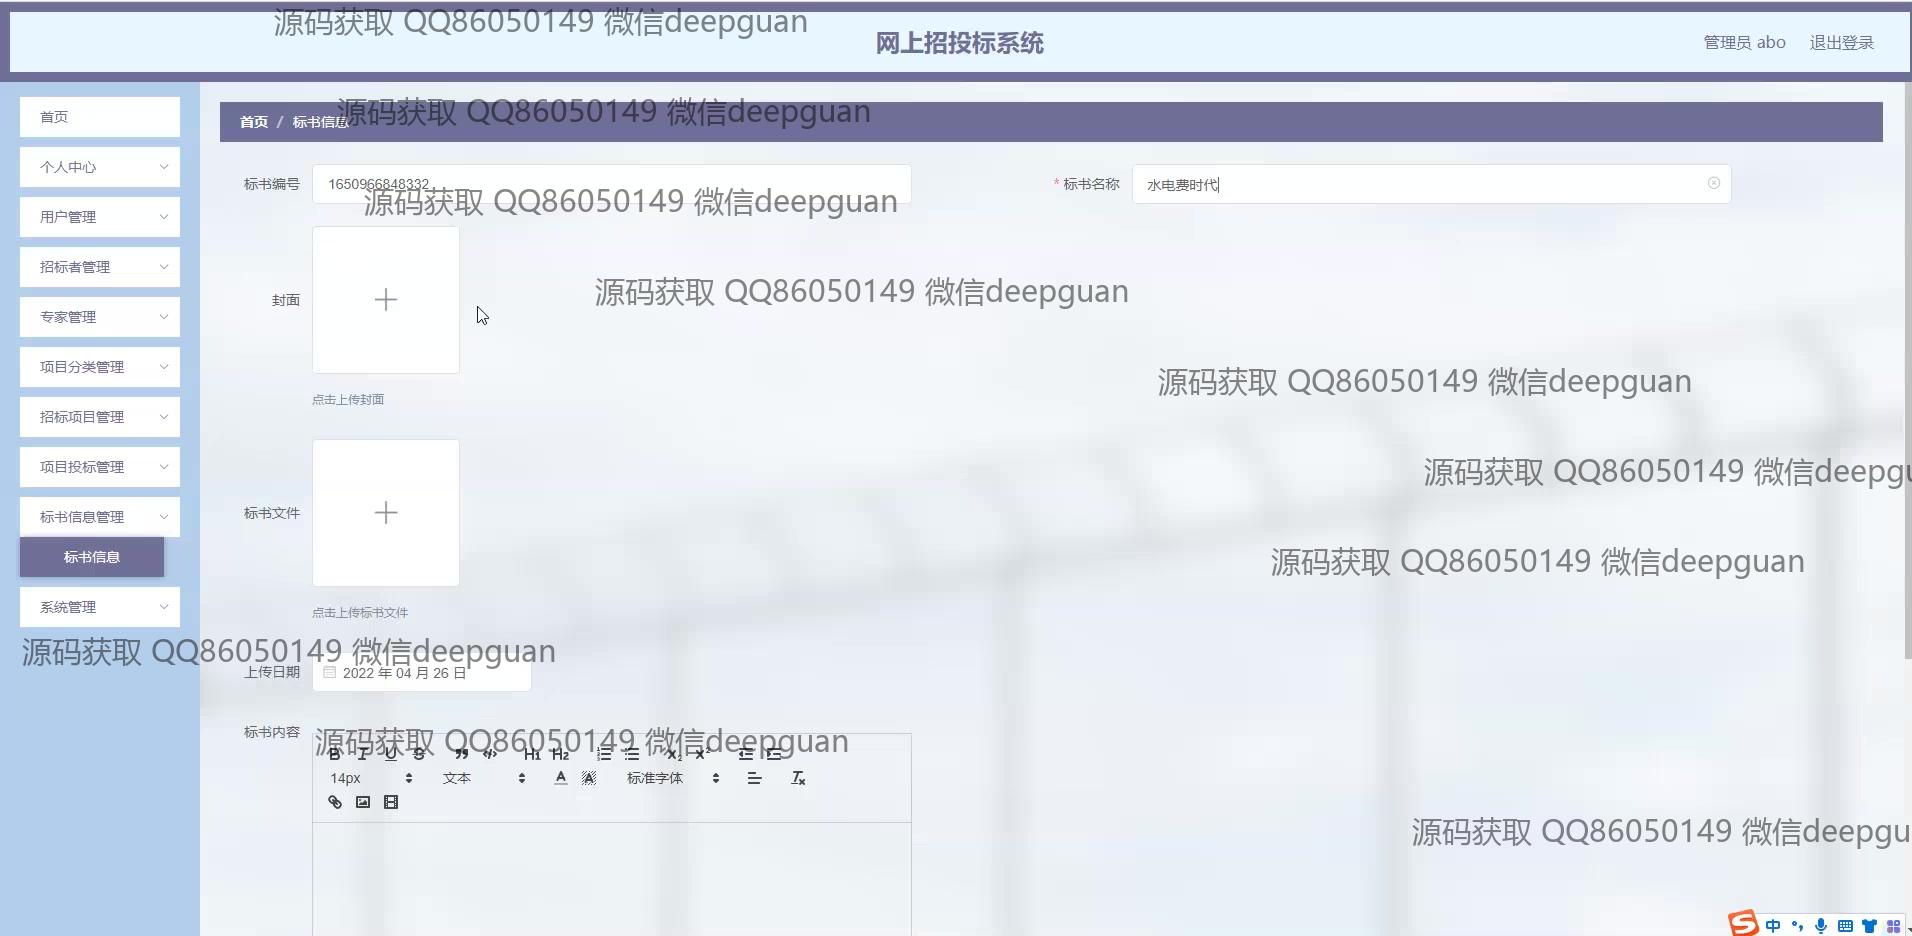 源码获取 QQ86050149 微信deepguan
网上招投标系统
管理员 abo
退出登录
首页
源码获取 QQ86050149 微信deepguan
首页 / 标书信息
个人中心
标书编号
1650966848332
* 标书名称
水电费时代
源码获取 QQ86050149 微信deepguan
用户管理
招标者管理
封面
源码获取 QQ86050149 微信deepguan
专家管理
项目分类管理
源码获取 QQ86050149 微信deepguan
点击上传封面
招标项目管理
项目投标管理
源码获取 QQ86050149 微信deepgu
标书信息管理
标书文件
标书信息
源码获取 QQ86050149 微信deepguan
系统管理
点击上传标书文件
源码获取 QQ86050149 微信deepguan
上传日期
2022 年 04 月 26 日
标书内容
源码获取 QQ86050149 微信deepguan
B I U S H1 H2 X2 X2
14px 文本 A A 标准字体 Tx
源码获取 QQ86050149 微信deepgu
S 中